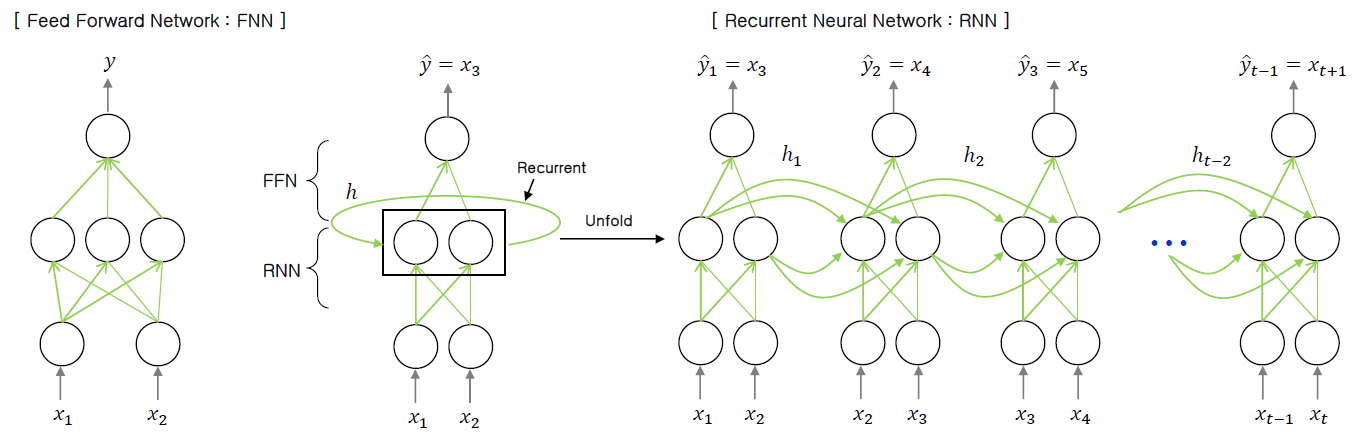 [ Feed Forward Network : FNN ]
[ Recurrent Neural Network : RNN ]
y
ŷ = x₃
ŷ₁ = x₃
ŷ₂ = x₄
ŷ₃ = x₅
ŷₜ₋₁ = xₜ₊₁
FFN
RNN
h
Recurrent
Unfold
h₁
h₂
hₜ₋₂
...
x₁ x₂
x₁ x₂
x₁ x₂
x₂ x₃
x₃ x₄
xₜ₋₁ xₜ